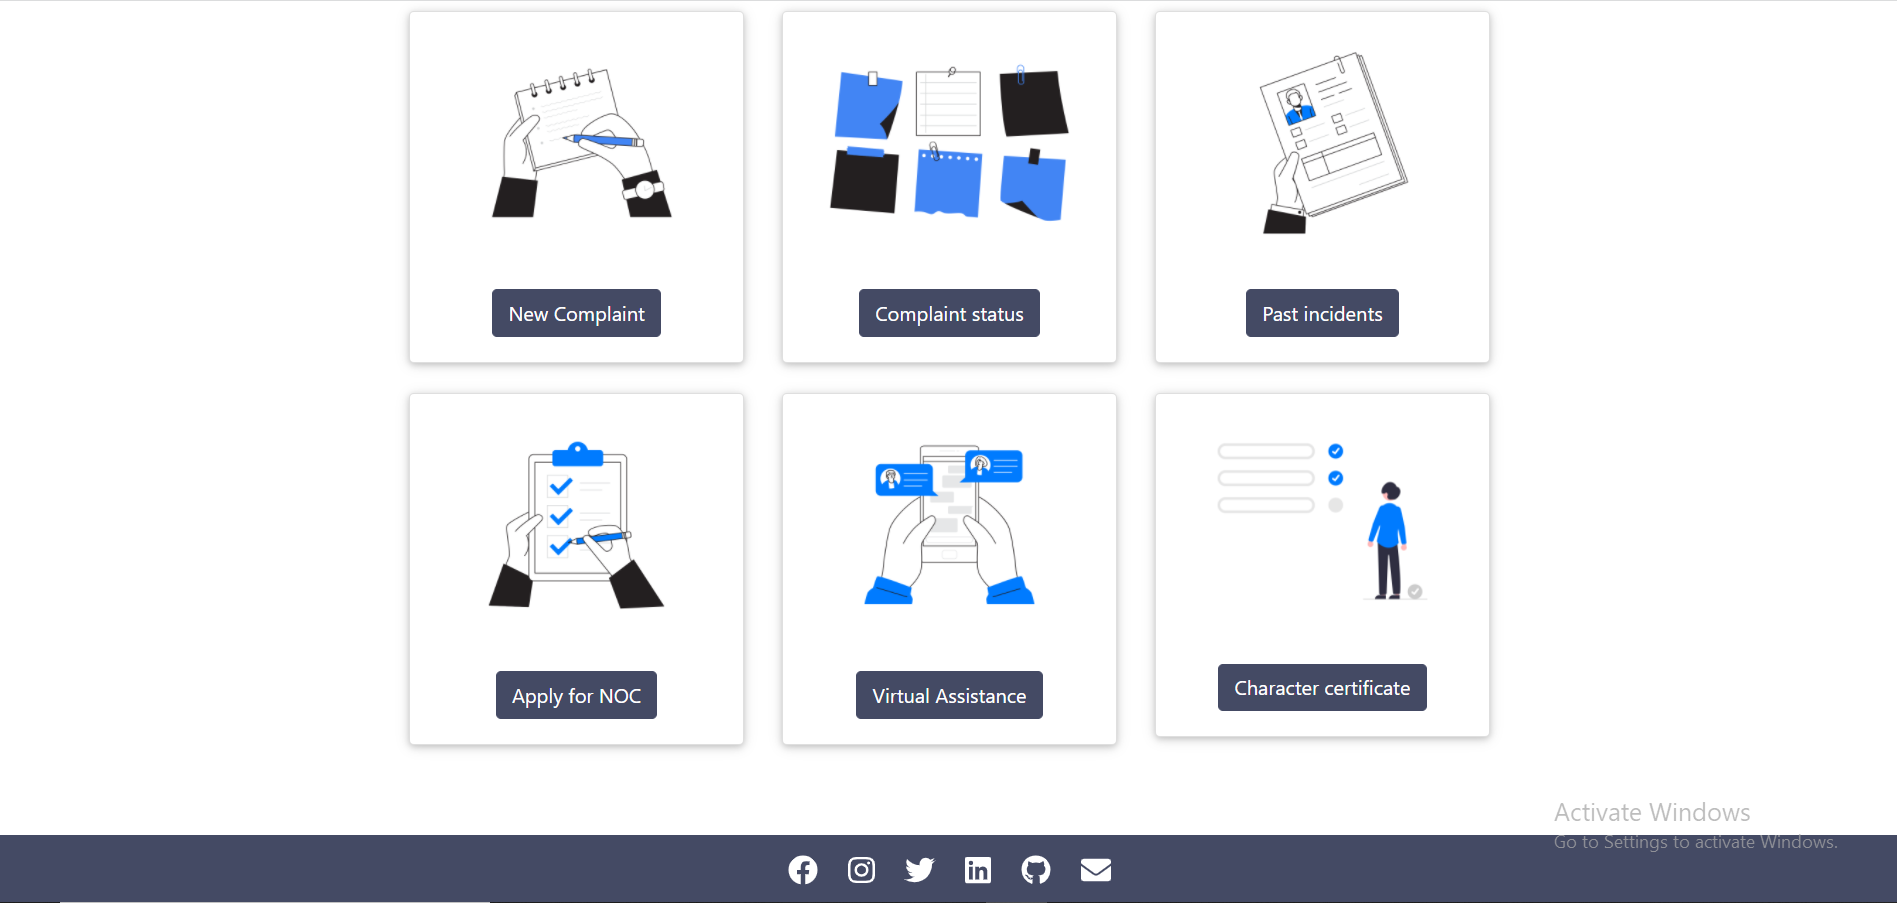 New Complaint
Complaint status
Past incidents
Apply for NOC
Virtual Assistance
Character certificate
Activate Windows
Go to Settings to activate Windows.